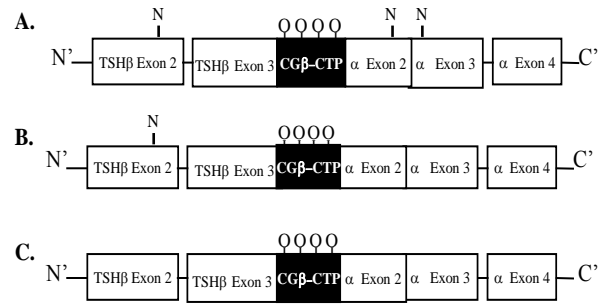 N N N
A. O O O O
N' TSHβ Exon 2 TSHβ Exon 3 CGβ-CTP α Exon 2 α Exon 3 α Exon 4 C'
N
B. O O O O
N' TSHβ Exon 2 TSHβ Exon 3 CGβ-CTP α Exon 2 α Exon 3 α Exon 4 C'
C. O O O O
N' TSHβ Exon 2 TSHβ Exon 3 CGβ-CTP α Exon 2 α Exon 3 α Exon 4 C'